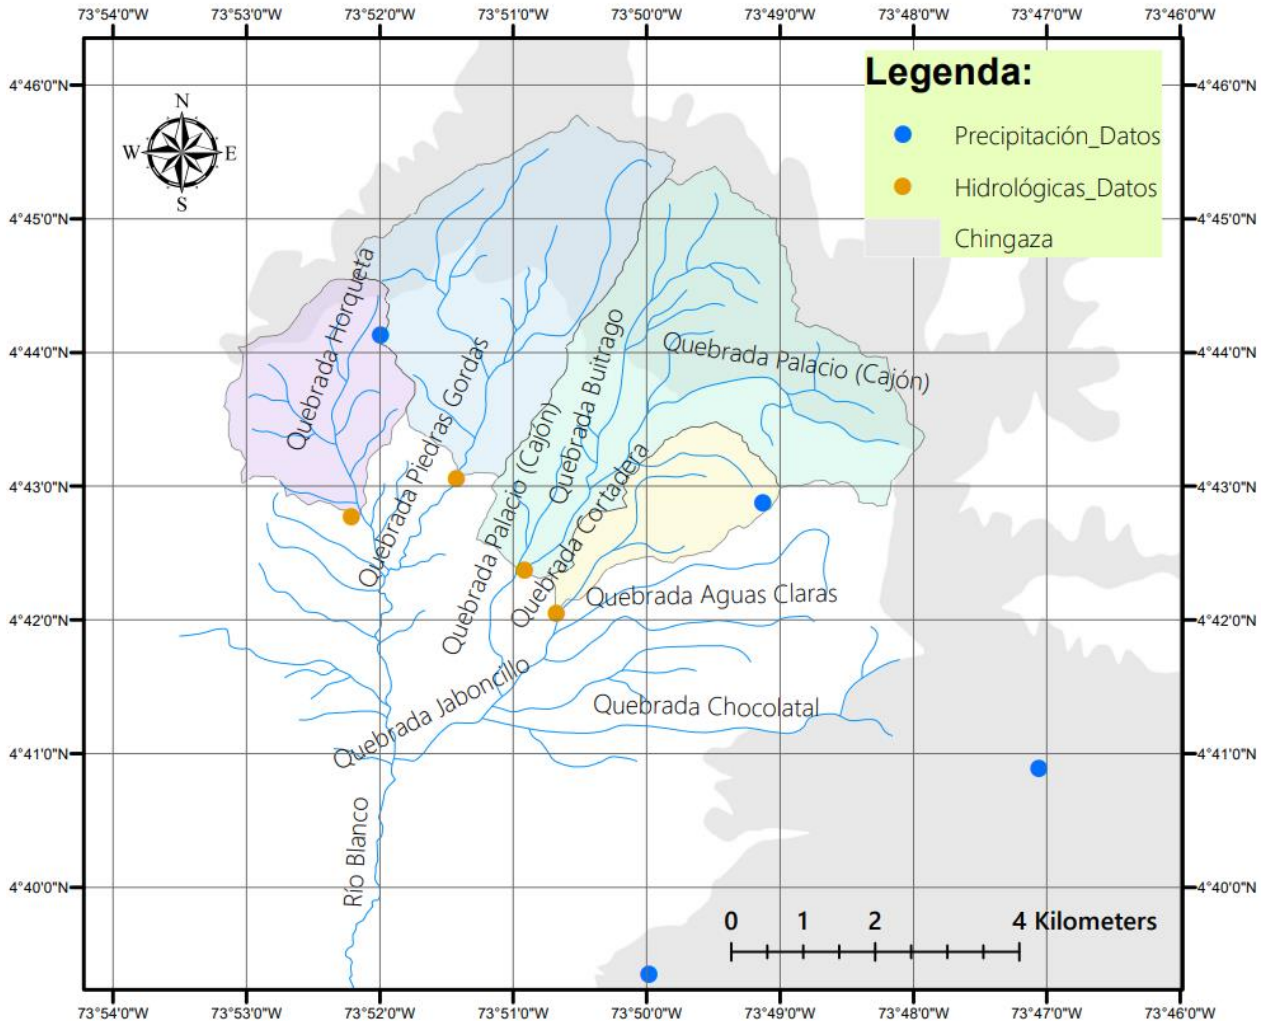 73°54'0"W 73°53'0"W 73°52'0"W 73°51'0"W 73°50'0"W 73°49'0"W 73°48'0"W 73°47'0"W 73°46'0"W
4°46'0"N
4°45'0"N
4°44'0"N
4°43'0"N
4°42'0"N
4°41'0"N
4°40'0"N
N
W E
S
Legenda:
Precipitación_Datos
Hidrológicas_Datos
Chingaza
Quebrada Horqueta
Quebrada Piedras Gordas
Quebrada Palacio (Cajón)
Quebrada Buitrago
Quebrada Palacio (Cajón)
Quebrada Cortadera
Quebrada Aguas Claras
Quebrada Jaboncillo
Quebrada Chocolatal
Río Blanco
0 1 2 4 Kilometers
4°46'0"N
4°45'0"N
4°44'0"N
4°43'0"N
4°42'0"N
4°41'0"N
4°40'0"N
73°54'0"W 73°53'0"W 73°52'0"W 73°51'0"W 73°50'0"W 73°49'0"W 73°48'0"W 73°47'0"W 73°46'0"W